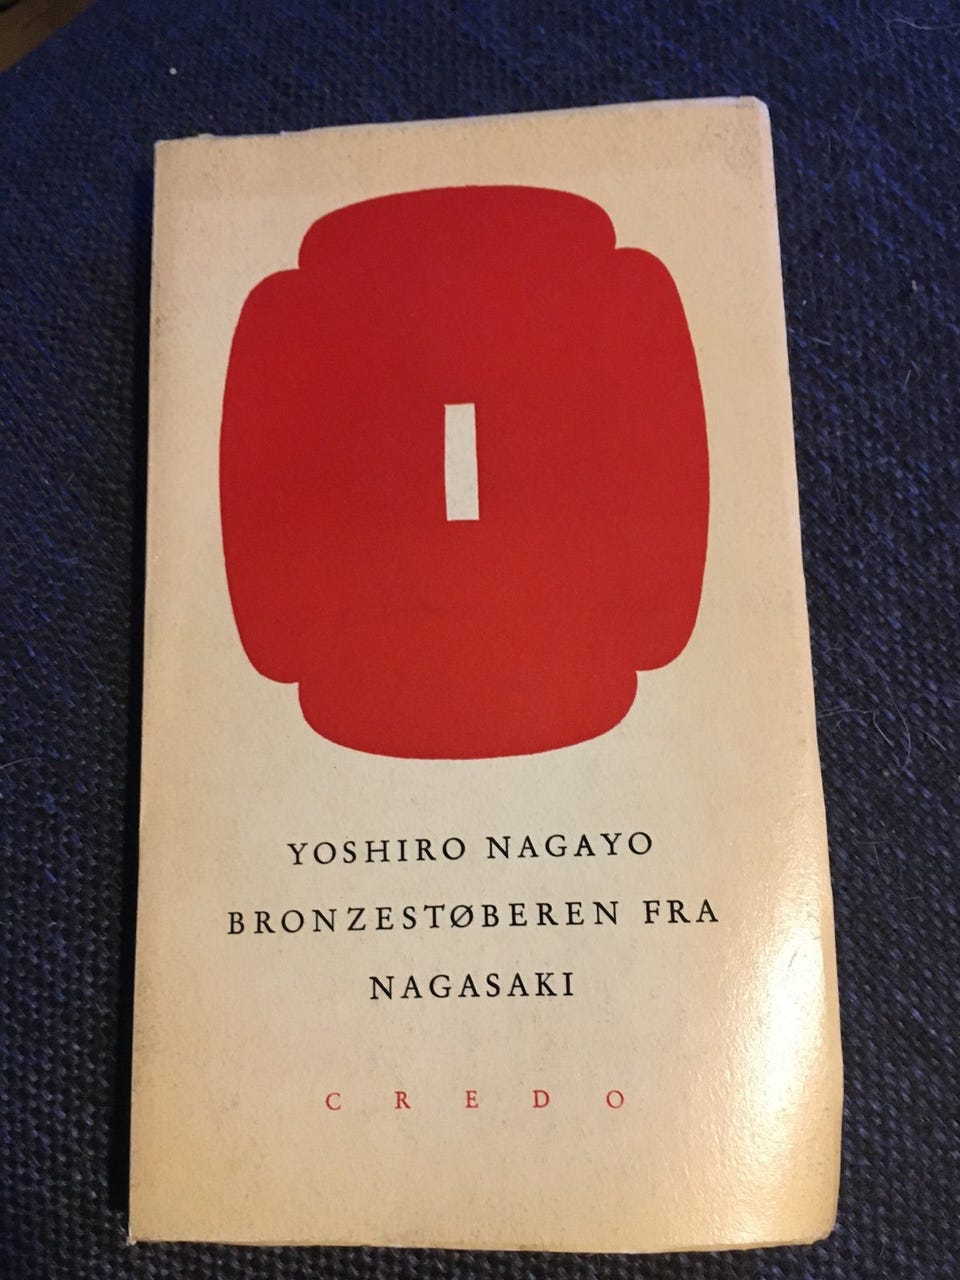 YOSHIRO NAGAYO
BRONZESTØBEREN FRA
NAGASAKI
CREDO